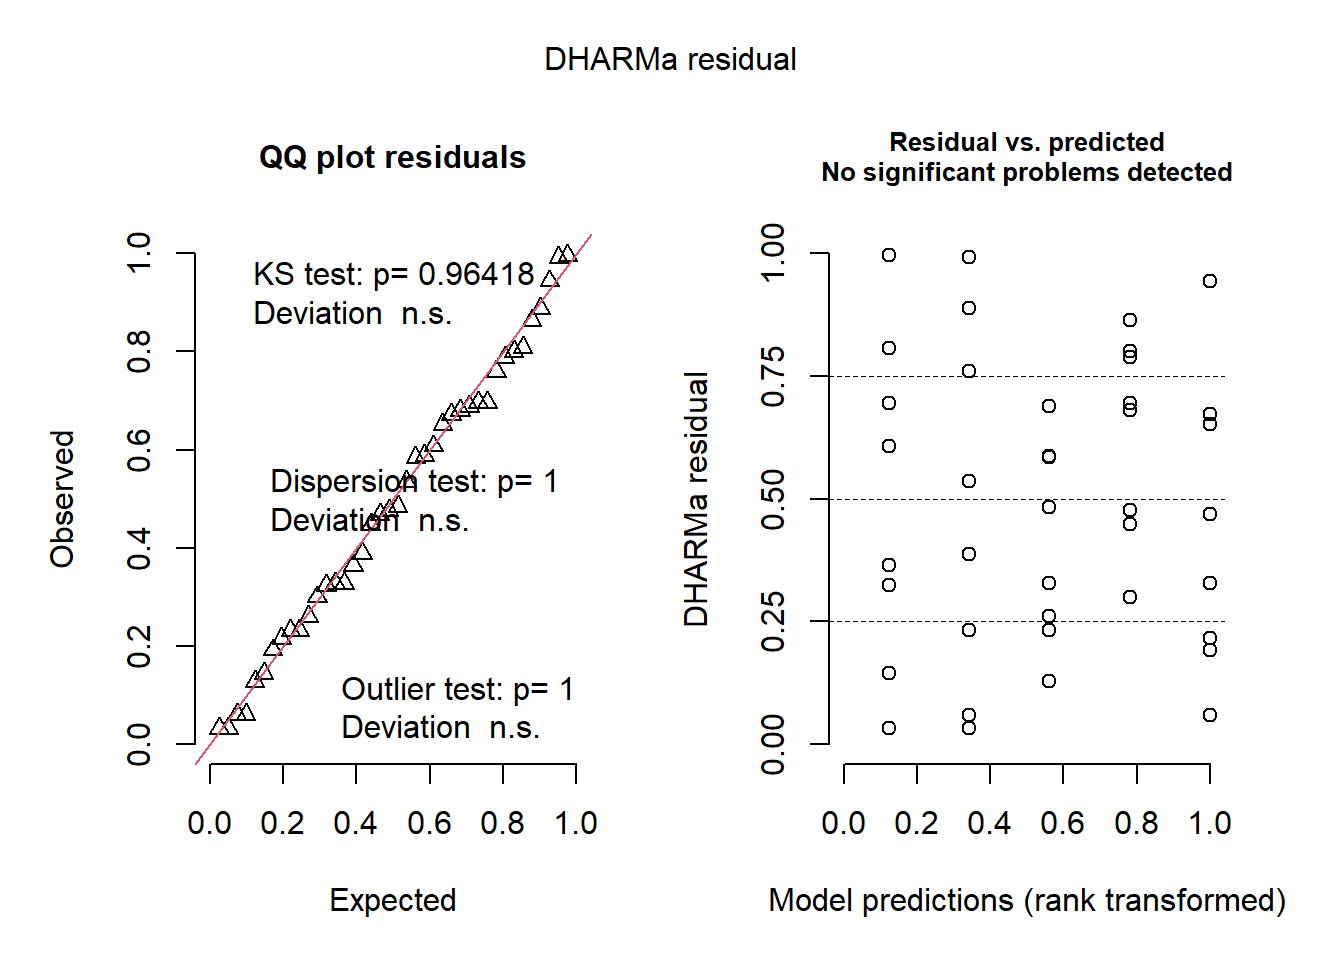 DHARMa residual
QQ plot residuals
KS test: p= 0.96418
Deviation  n.s.
Dispersion test: p= 1
Deviation  n.s.
Outlier test: p= 1
Deviation  n.s.
Observed
0.0 0.2 0.4 0.6 0.8 1.0
0.0 0.2 0.4 0.6 0.8 1.0
Expected
Residual vs. predicted
No significant problems detected
DHARMa residual
0.00 0.25 0.50 0.75 1.00
0.0 0.2 0.4 0.6 0.8 1.0
Model predictions (rank transformed)